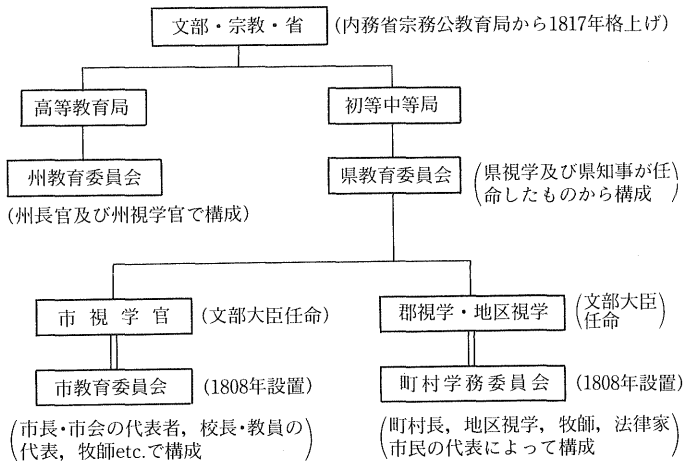 文部・宗教・省 (内務省宗務公教育局から1817年格上げ)
高等教育局
初等中等局
州教育委員会
(州長官及び州視学官で構成)
県教育委員会
(県視学及び県知事が任
命したものから構成)
市視学官 (文部大臣任命)
郡視学・地区視学
(文部大臣
任命)
市教育委員会 (1808年設置)
町村学務委員会 (1808年設置)
(市長・市会の代表者，校長・教員の
代表，牧師etc.で構成)
(町村長，地区視学，牧師，法律家
市民の代表によって構成)